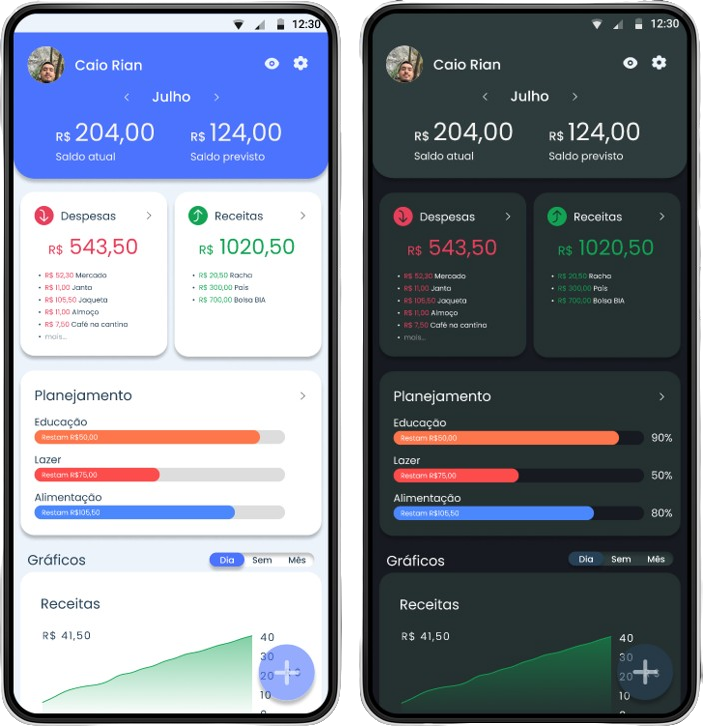 12:30
Caio Rian
Julho
R$ 204,00
R$ 124,00
Saldo atual
Saldo previsto
Despesas
R$ 543,50
• R$ 52,30 Mercado
• R$ 11,00 Janta
• R$ 105,50 Jaqueta
• R$ 11,00 Almoço
• R$ 7,50 Café na cantina
• mais...
Receitas
R$ 1020,50
• R$ 20,50 Racha
• R$ 300,00 Pais
• R$ 700,00 Bolsa BIA
Planejamento
Educação
Restam R$50,00
Lazer
Restam R$75,00
Alimentação
Restam R$105,50
Gráficos
Dia Sem Mês
Receitas
R$ 41,50
40
30
20
10
12:30
Caio Rian
Julho
R$ 204,00
R$ 124,00
Saldo atual
Saldo previsto
Despesas
R$ 543,50
• R$ 52,30 Mercado
• R$ 11,00 Janta
• R$ 105,50 Jaqueta
• R$ 11,00 Almoço
• R$ 7,50 Café na cantina
• mais...
Receitas
R$ 1020,50
• R$ 20,50 Racha
• R$ 300,00 Pais
• R$ 700,00 Bolsa BIA
Planejamento
Educação
Restam R$50,00
90%
Lazer
Restam R$75,00
50%
Alimentação
Restam R$105,50
80%
Gráficos
Dia Sem Mês
Receitas
R$ 41,50
40
30
20
10